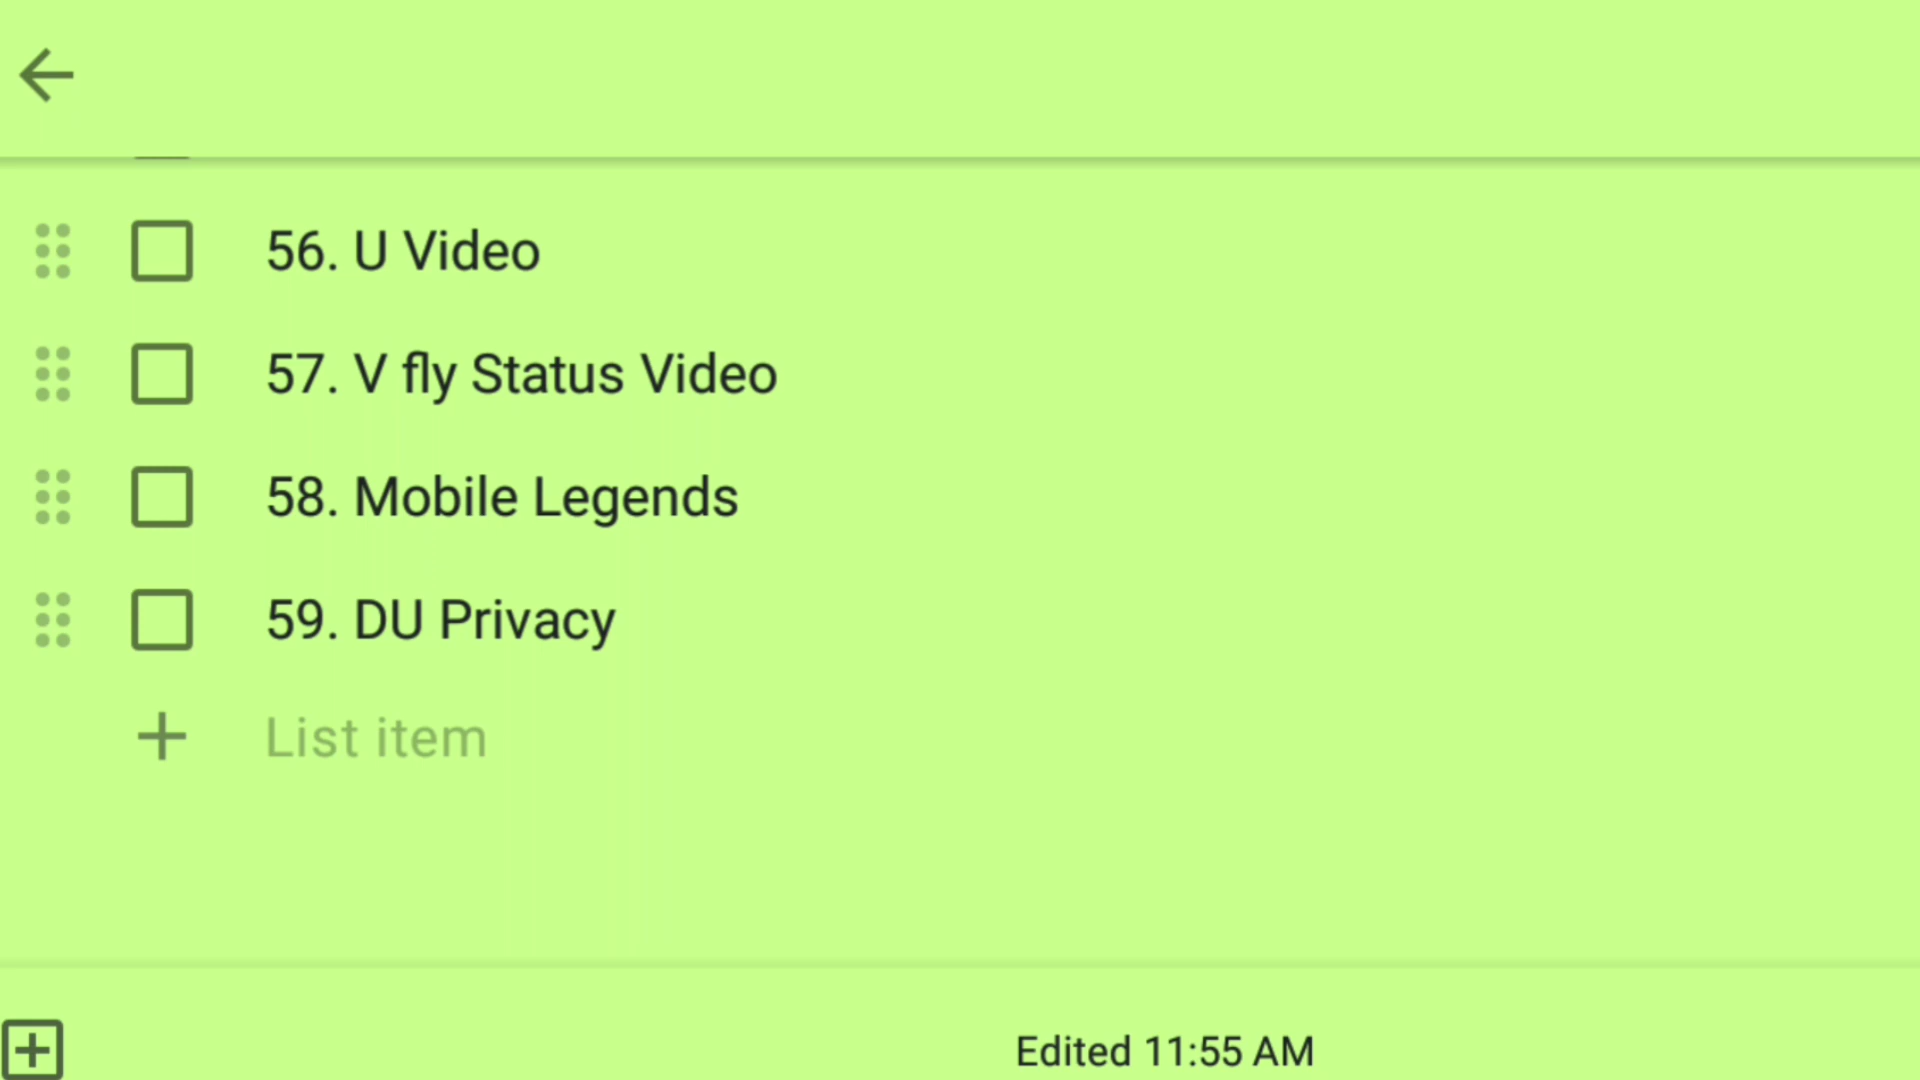 56. U Video
57. V fly Status Video
58. Mobile Legends
59. DU Privacy
List item
Edited 11:55 AM